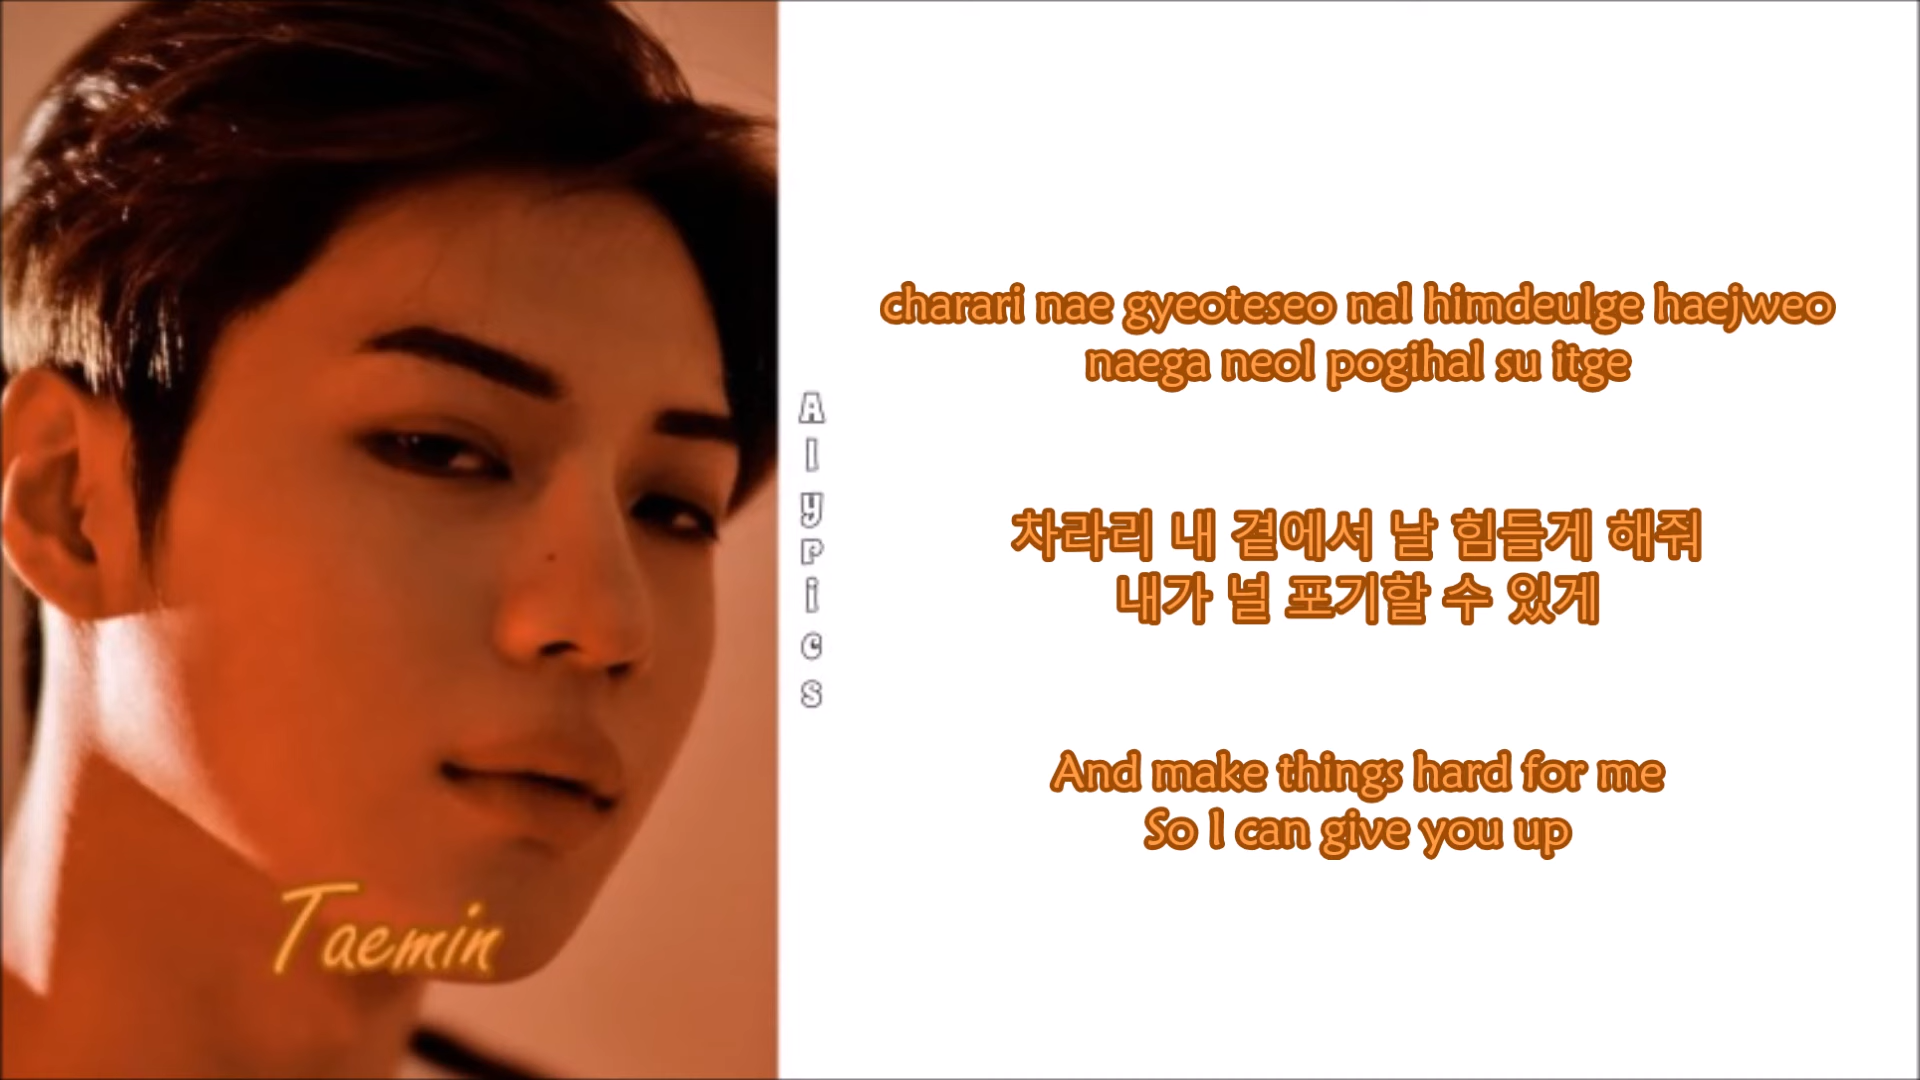 Taemin
AlyPics
charari nae gyeoteseo nal himdeulge haejweo
naega neol pogihal su itge
차라리 내 곁에서 날 힘들게 해줘
내가 널 포기할 수 있게
And make things hard for me
So I can give you up